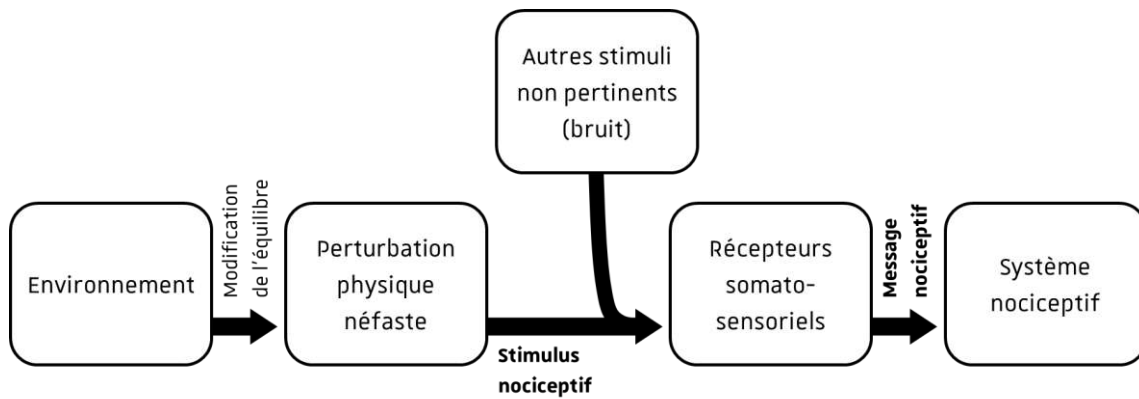 Autres stimuli
non pertinents
(bruit)
Environnement
Modification
de l'équilibre
Perturbation
physique
néfaste
Stimulus
nociceptif
Récepteurs
somato-
sensoriels
Message
nociceptif
Système
nociceptif